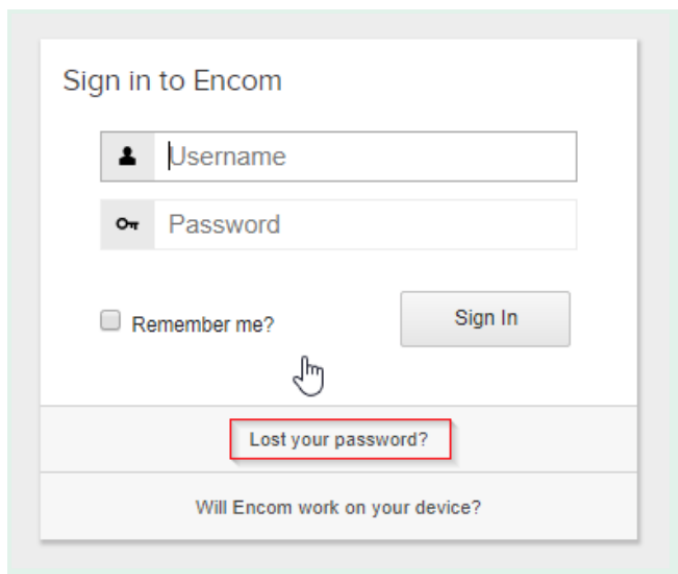 Sign in to Encom
Username
Password
Remember me?
Sign In
Lost your password?
Will Encom work on your device?